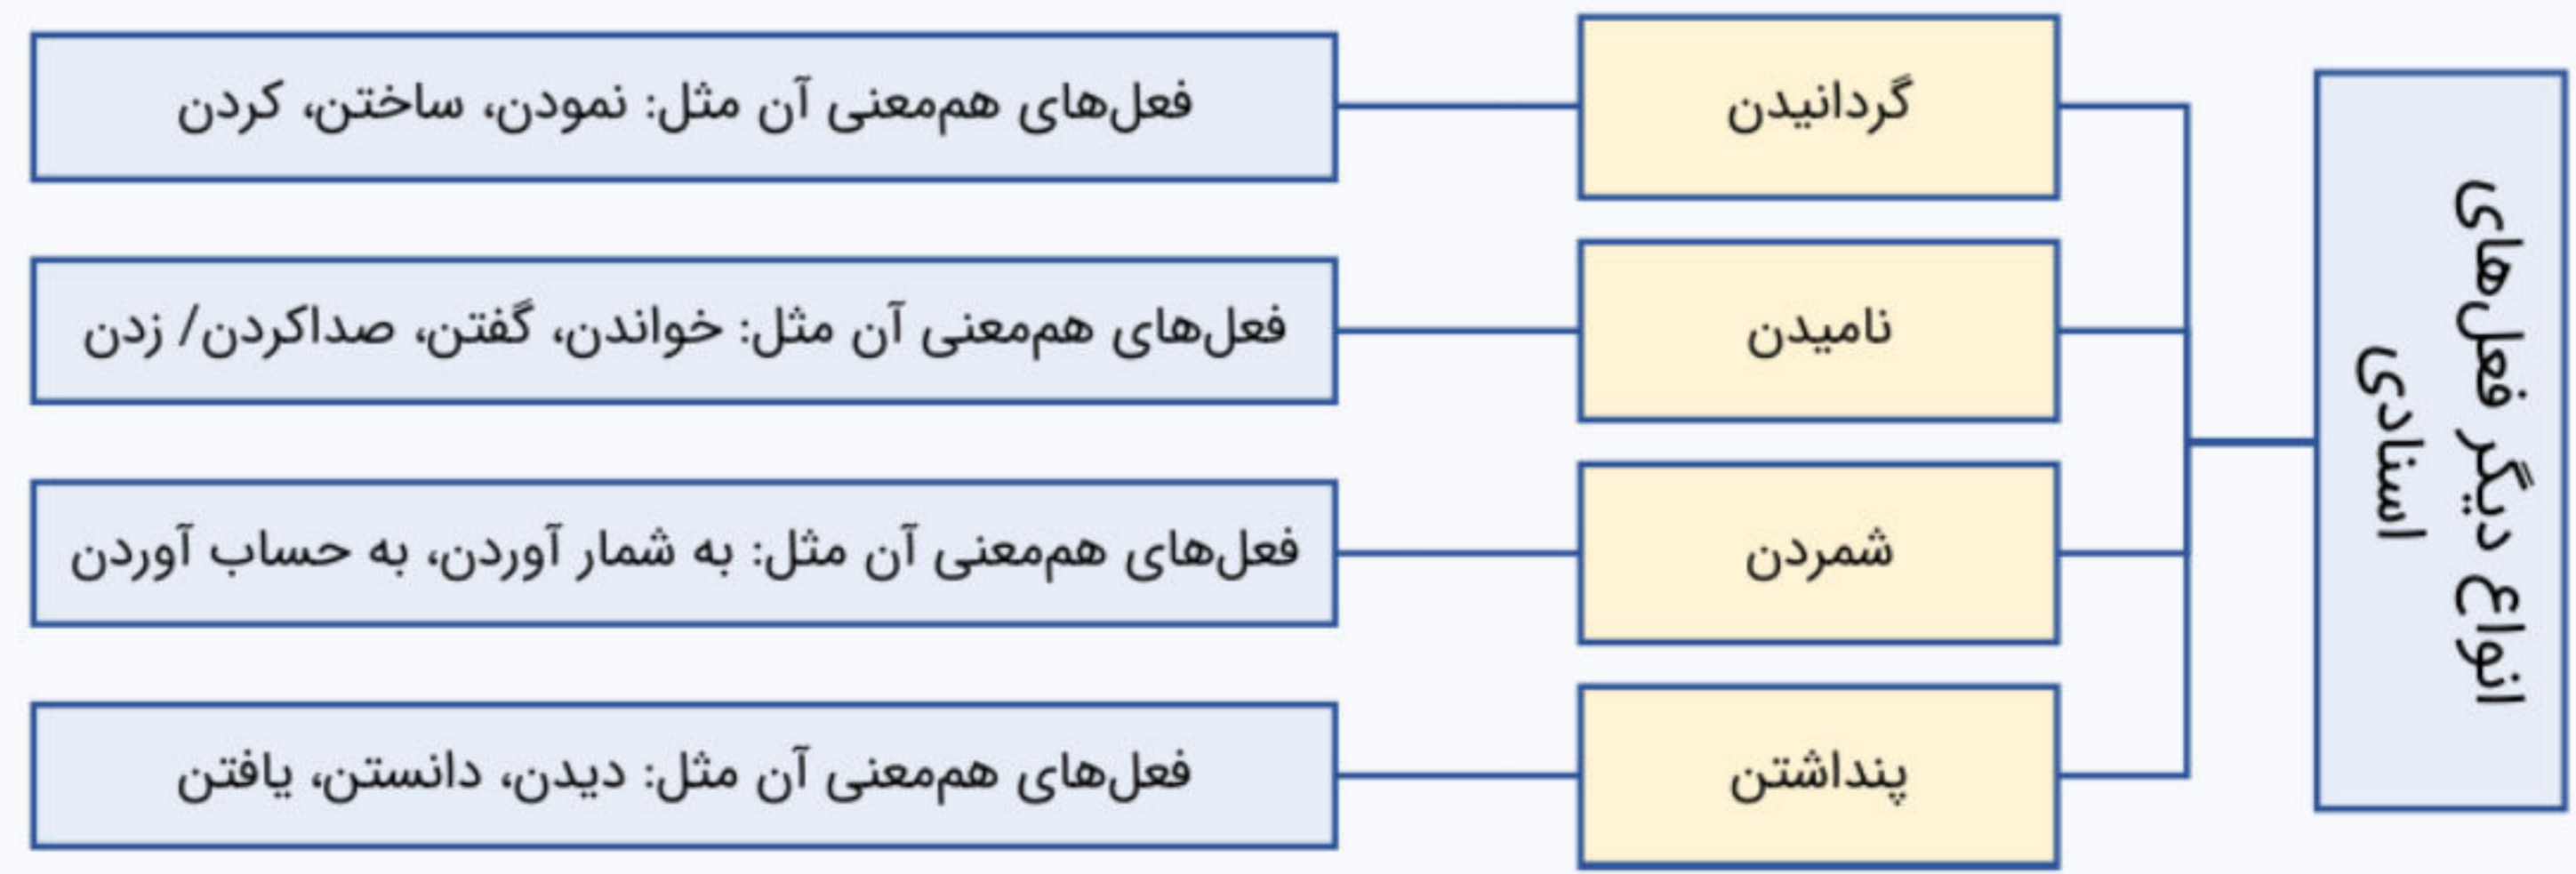 انواع دیگر فعل‌های
اسنادی
گردانیدن
فعل‌های هم‌معنی آن مثل: نمودن، ساختن، کردن
نامیدن
فعل‌های هم‌معنی آن مثل: خواندن، گفتن، صداکردن/ زدن
شمردن
فعل‌های هم‌معنی آن مثل: به شمار آوردن، به حساب آوردن
پنداشتن
فعل‌های هم‌معنی آن مثل: دیدن، دانستن، یافتن